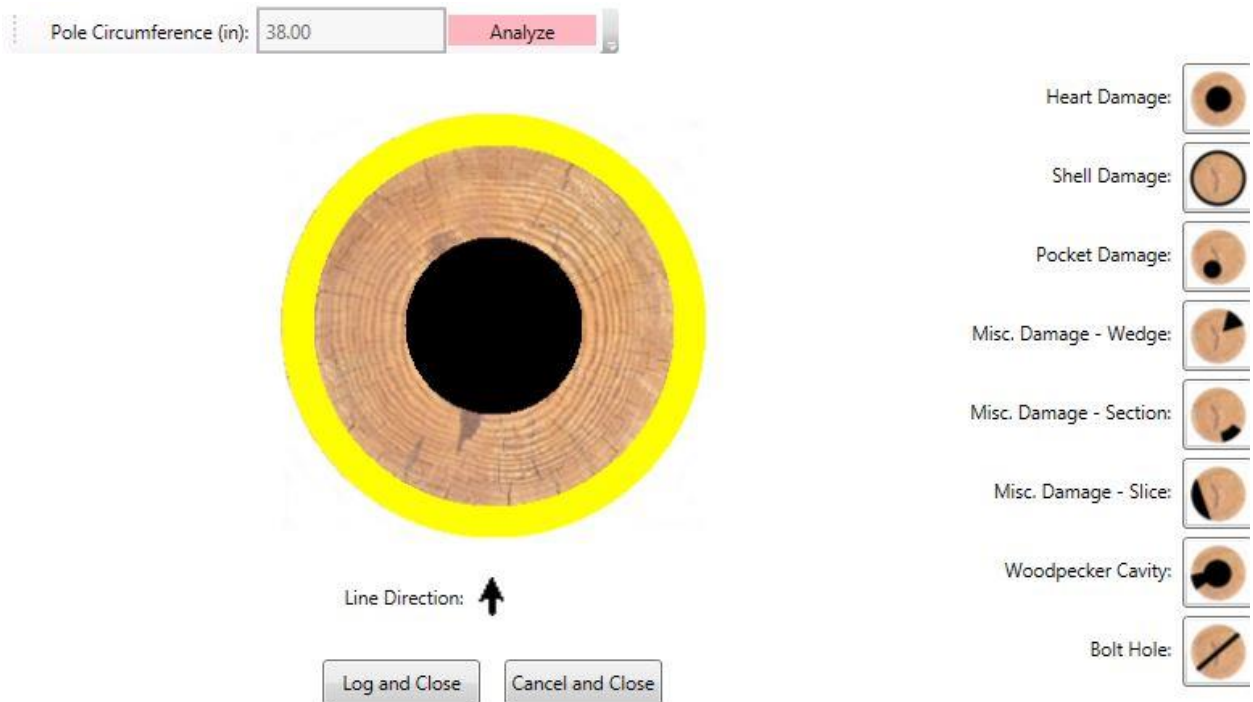 Pole Circumference (in): 38.00 Analyze
Heart Damage:
Shell Damage:
Pocket Damage:
Misc. Damage - Wedge:
Misc. Damage - Section:
Misc. Damage - Slice:
Woodpecker Cavity:
Bolt Hole:
Line Direction:
Log and Close Cancel and Close